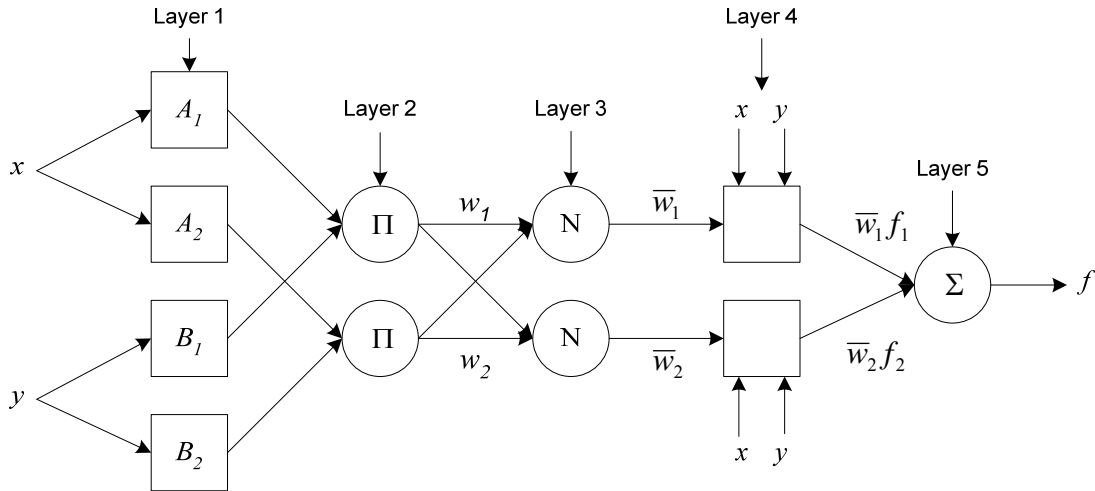 Layer 1
Layer 4
Layer 2
Layer 3
x y
A₁
x
Layer 5
A₂
Π
w₁
N
w̅₁
w̅₁f₁
Σ
f
B₁
Π
w₂
N
w̅₂
w̅₂f₂
y
B₂
x y